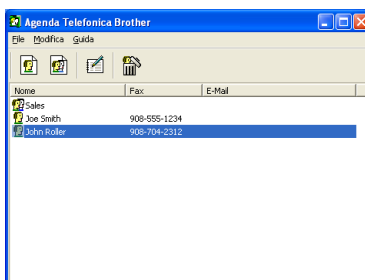 Agenda Telefonica Brother
File Modifica Guida
Nome Fax E-Mail
Sales
Joe Smith 908-555-1234
John Roller 908-704-2312